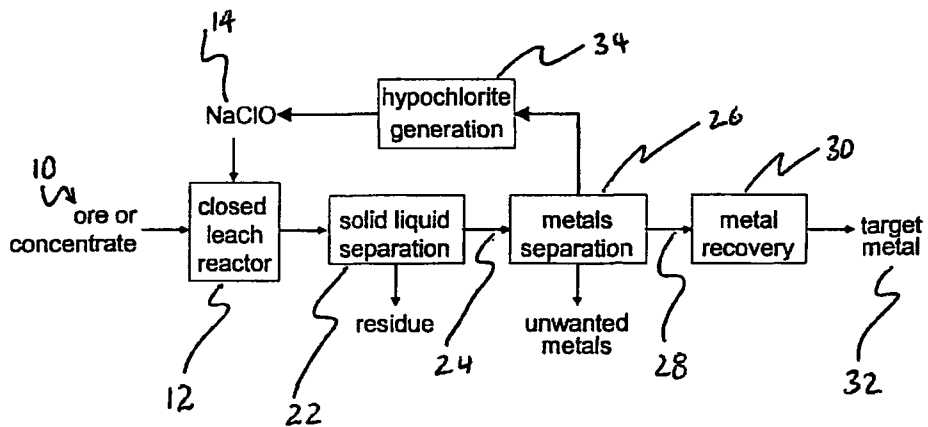 14
34
hypochlorite
generation
NaClO
26
30
10
ore or
concentrate
closed
leach
reactor
solid liquid
separation
metals
separation
metal
recovery
target
metal
residue
unwanted
metals
12
22
24
28
32